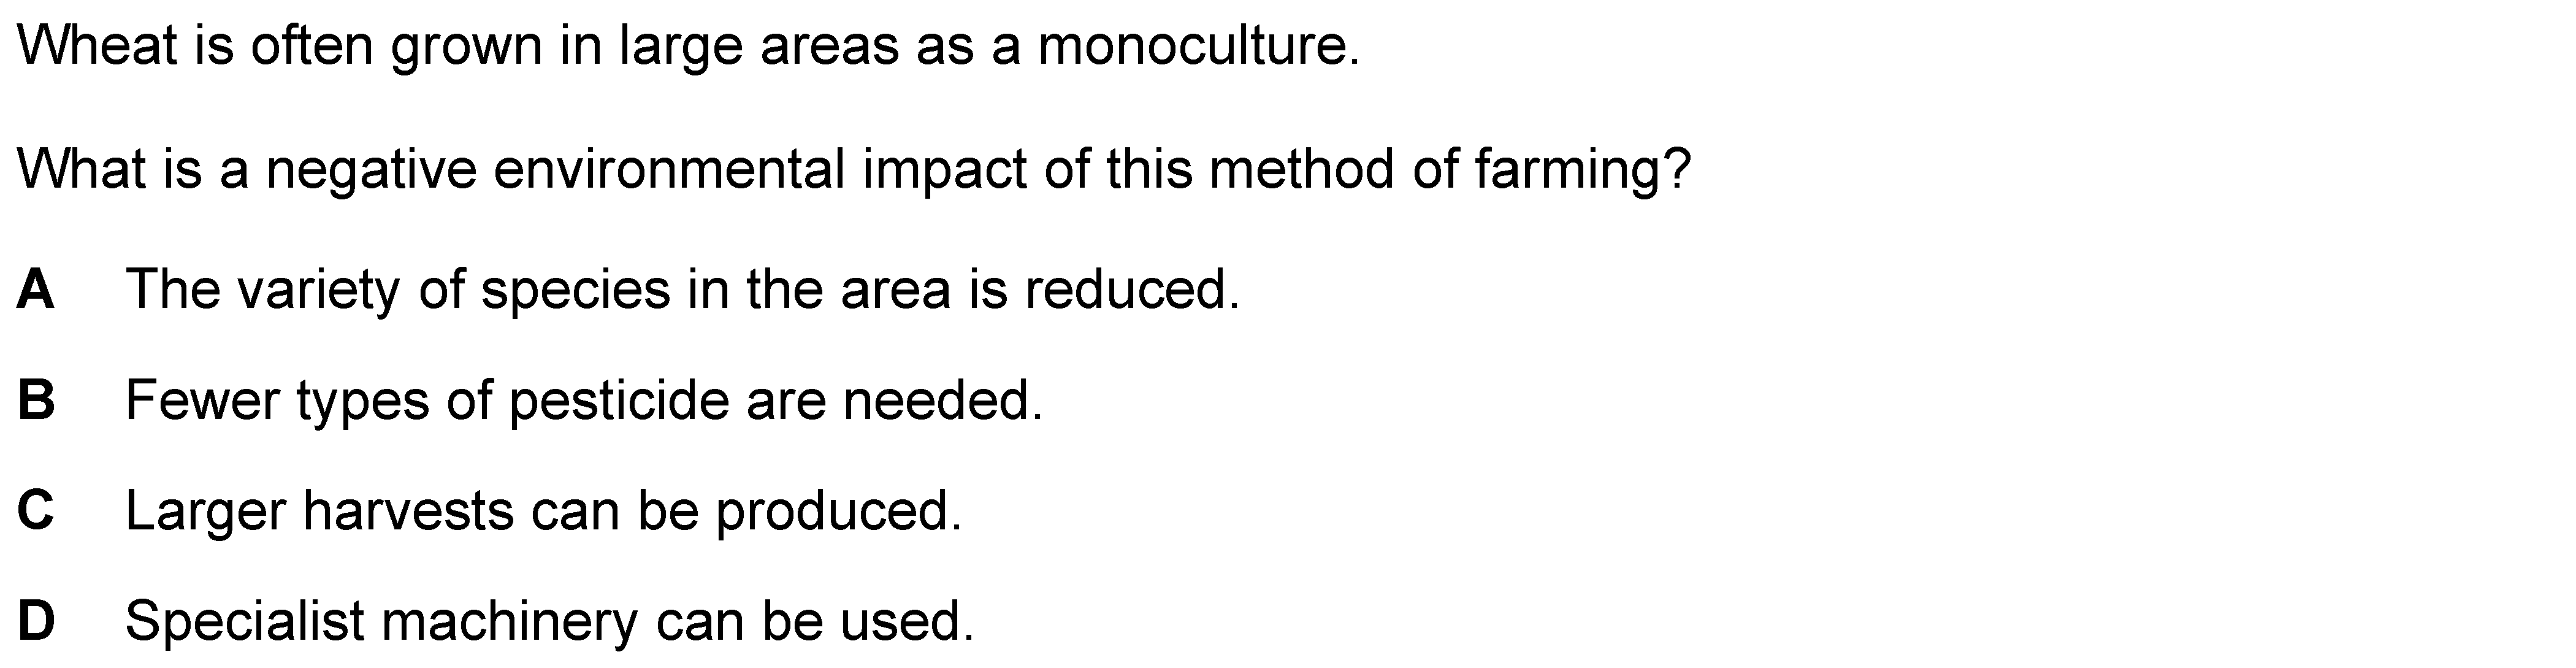 Wheat is often grown in large areas as a monoculture.
What is a negative environmental impact of this method of farming?
A The variety of species in the area is reduced.
B Fewer types of pesticide are needed.
C Larger harvests can be produced.
D Specialist machinery can be used.